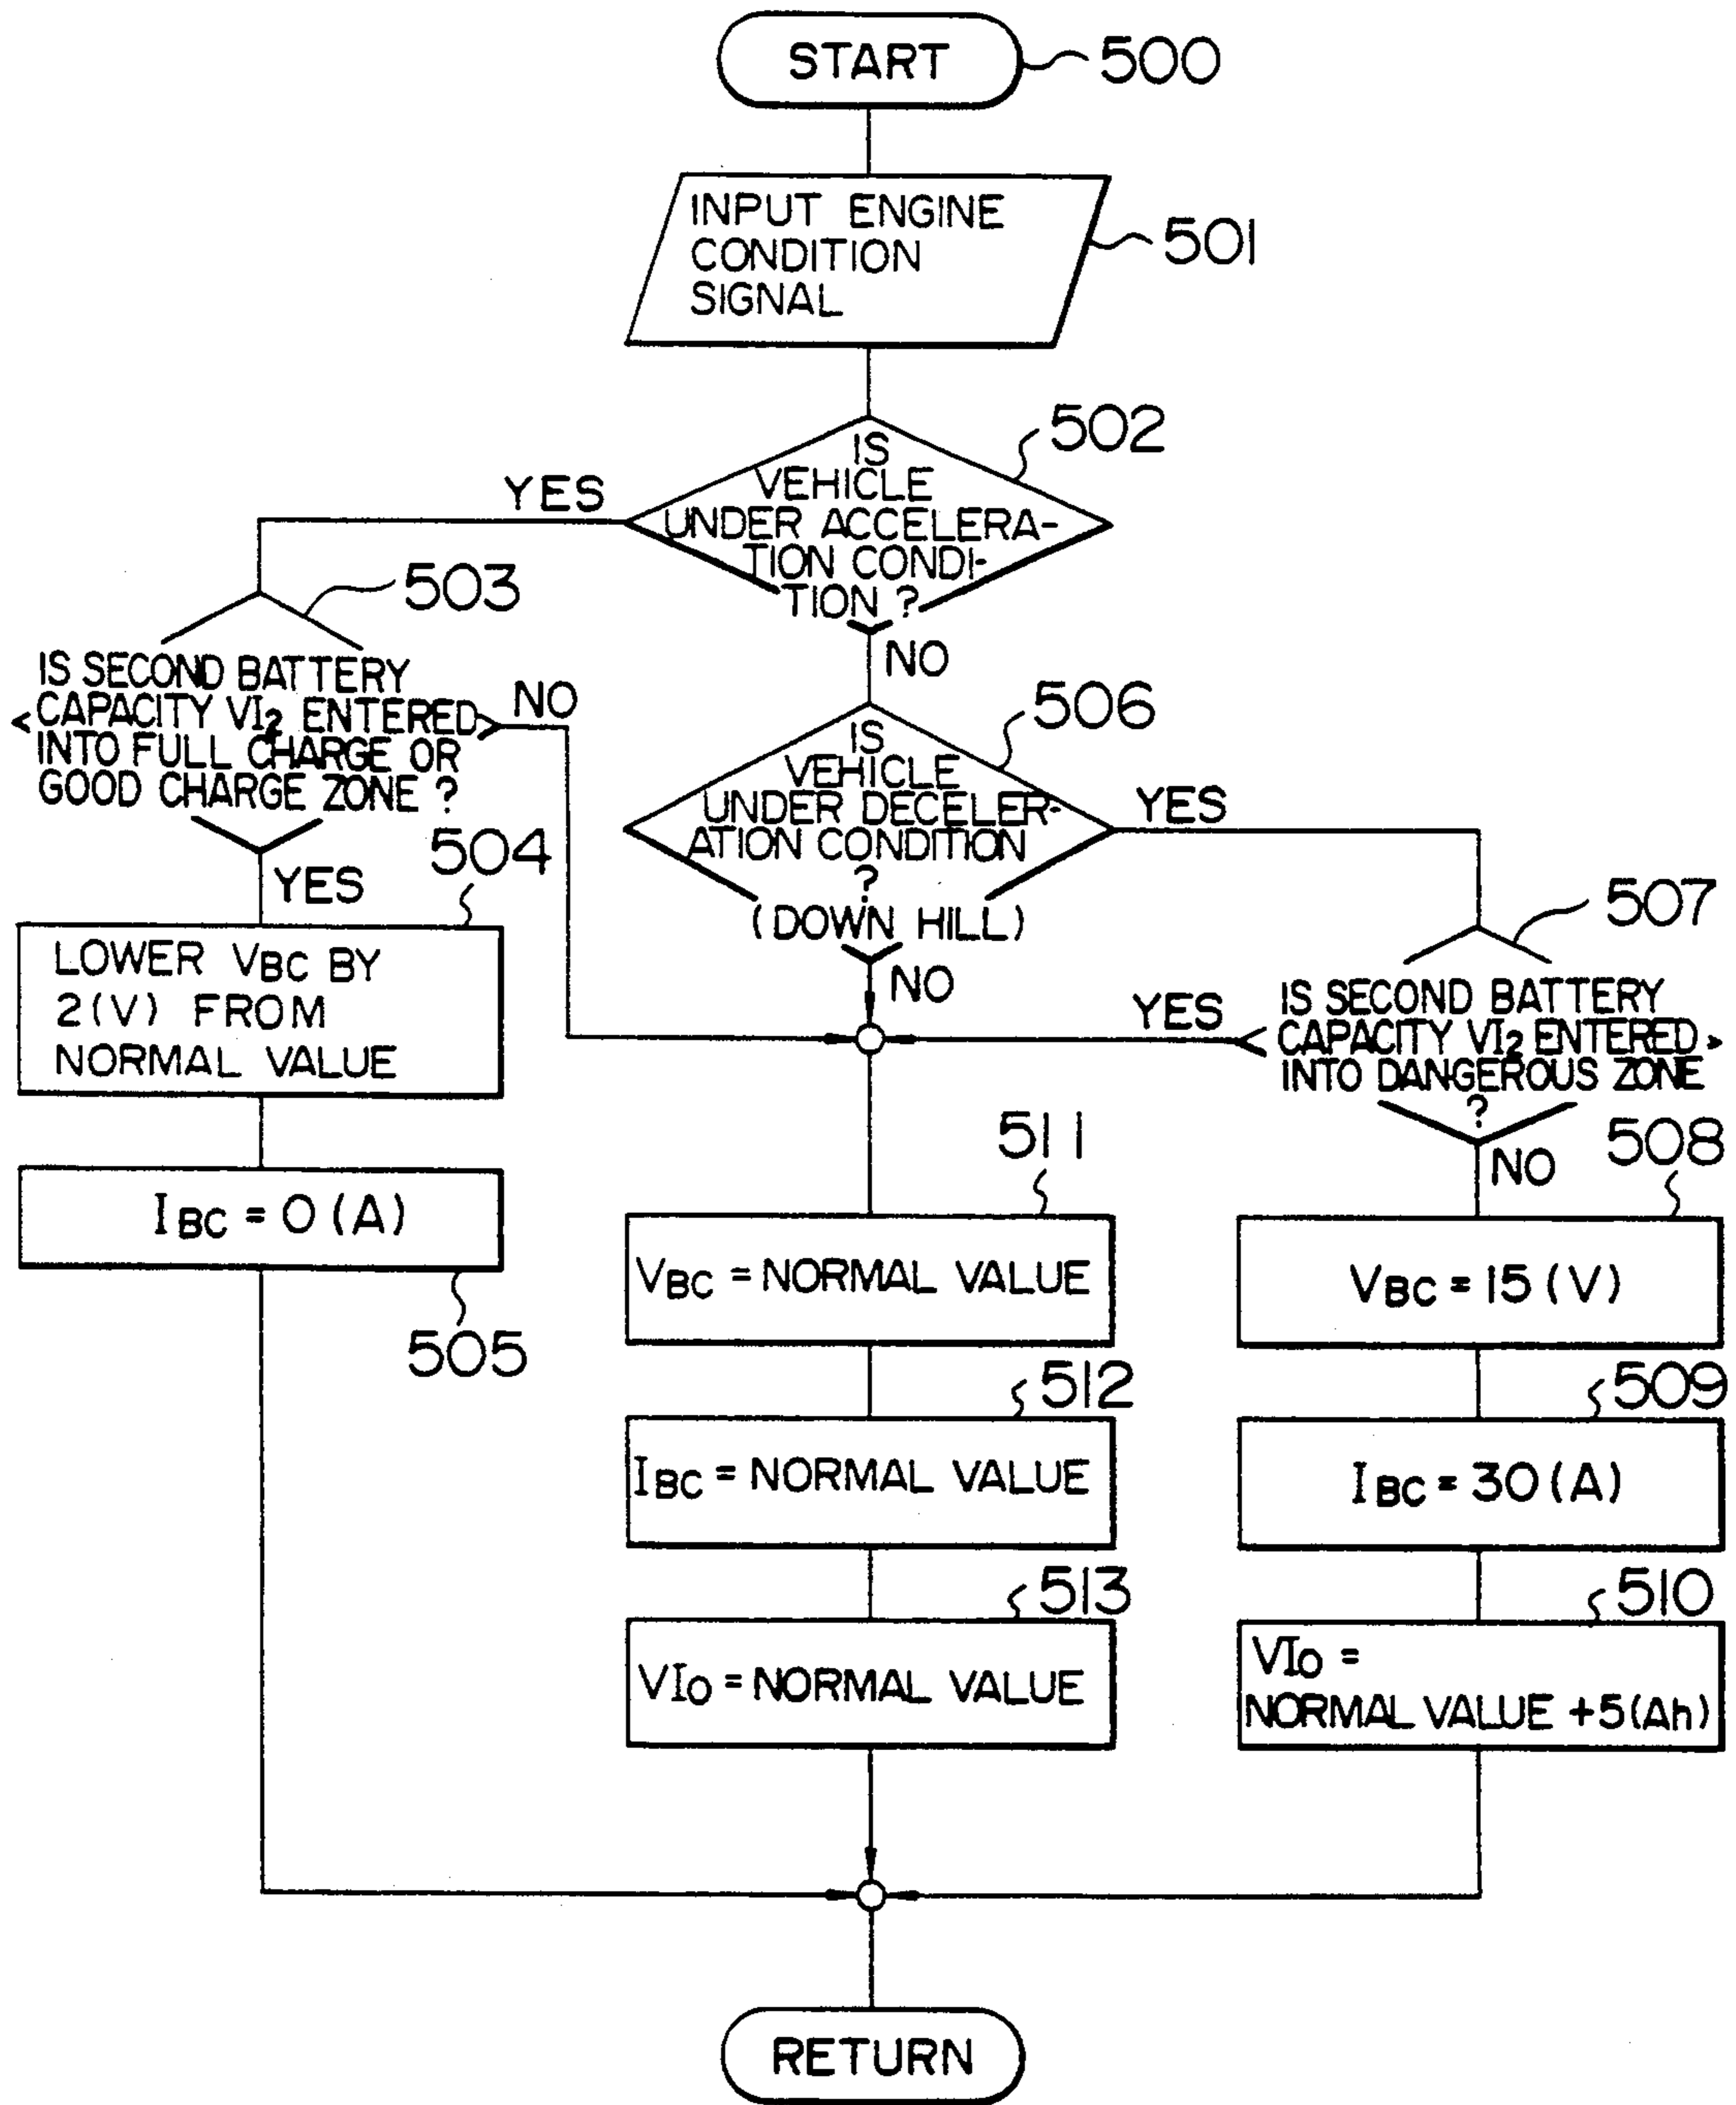 START
500
INPUT ENGINE
CONDITION
SIGNAL
501
502
IS
VEHICLE
UNDER ACCELERA-
TION CONDI-
TION ?
YES
NO
503
IS SECOND BATTERY
CAPACITY VI2 ENTERED
INTO FULL CHARGE OR
GOOD CHARGE ZONE ?
NO
YES
504
LOWER VBC BY
2(V) FROM
NORMAL VALUE
IBC = 0 (A)
505
506
IS
VEHICLE
UNDER DECELER-
ATION CONDITION
?
(DOWN HILL)
YES
NO
507
IS SECOND BATTERY
CAPACITY VI2 ENTERED
INTO DANGEROUS ZONE
?
YES
NO
508
VBC = 15 (V)
509
IBC = 30 (A)
510
VIO =
NORMAL VALUE +5(Ah)
511
VBC = NORMAL VALUE
512
IBC = NORMAL VALUE
513
VIO = NORMAL VALUE
RETURN